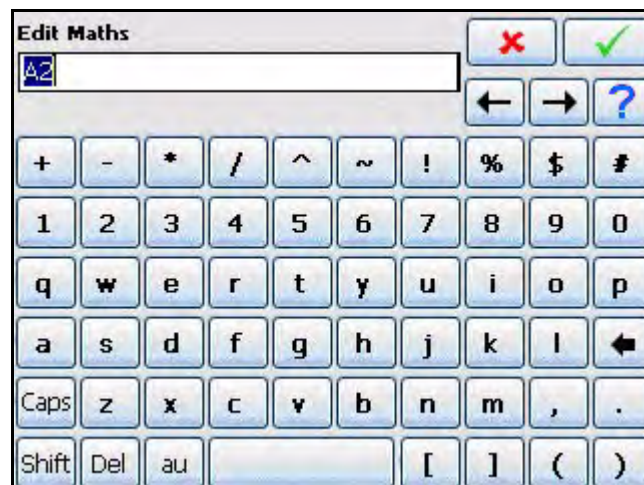 Edit Maths
A2
?
+ - * / ^ ~ ! % $ #
1 2 3 4 5 6 7 8 9 0
q w e r t y u i o p
a s d f g h j k l
Caps z x c v b n m , .
Shift Del au [ ] ( )